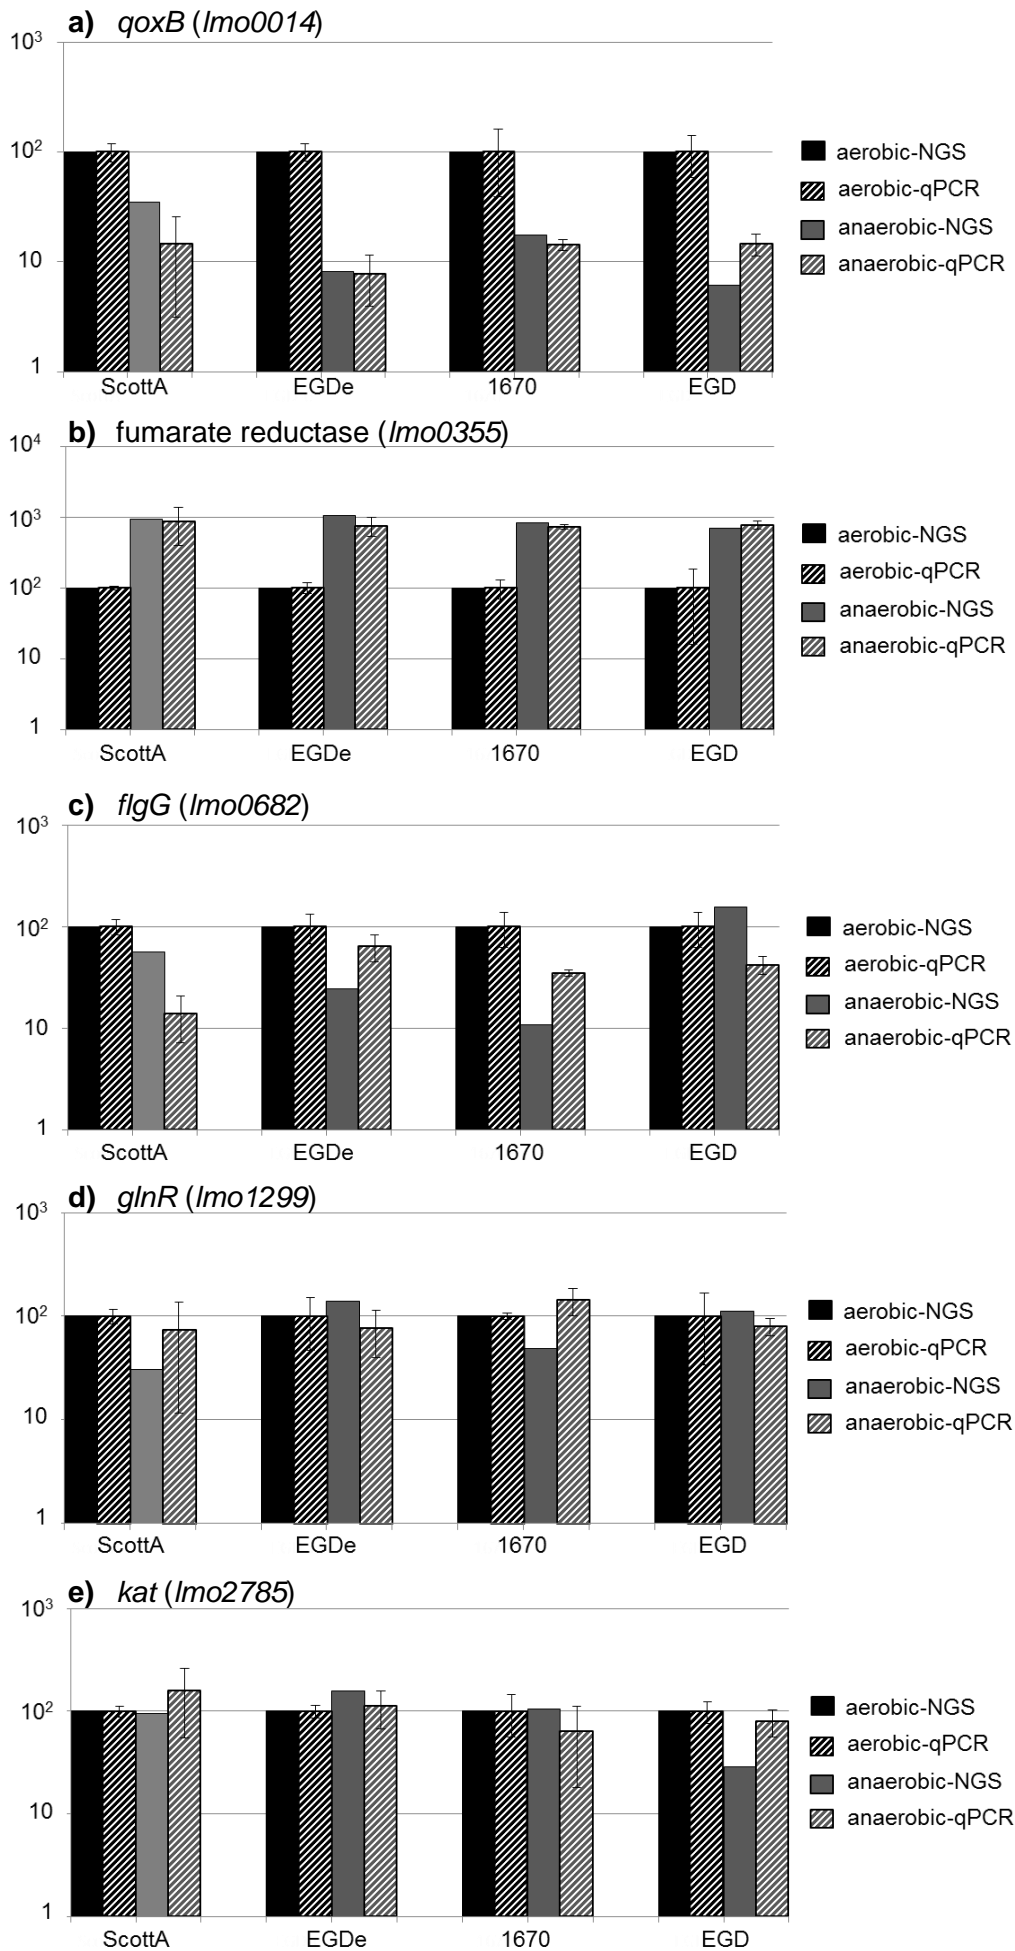 a) qoxB (lmo0014)
10³
10²
10
1
ScottA EGDe 1670 EGD
aerobic-NGS
aerobic-qPCR
anaerobic-NGS
anaerobic-qPCR
b) fumarate reductase (lmo0355)
10⁴
10³
10²
10
1
ScottA EGDe 1670 EGD
aerobic-NGS
aerobic-qPCR
anaerobic-NGS
anaerobic-qPCR
c) flgG (lmo0682)
10³
10²
10
1
ScottA EGDe 1670 EGD
aerobic-NGS
aerobic-qPCR
anaerobic-NGS
anaerobic-qPCR
d) glnR (lmo1299)
10³
10²
10
1
ScottA EGDe 1670 EGD
aerobic-NGS
aerobic-qPCR
anaerobic-NGS
anaerobic-qPCR
e) kat (lmo2785)
10³
10²
10
1
ScottA EGDe 1670 EGD
aerobic-NGS
aerobic-qPCR
anaerobic-NGS
anaerobic-qPCR